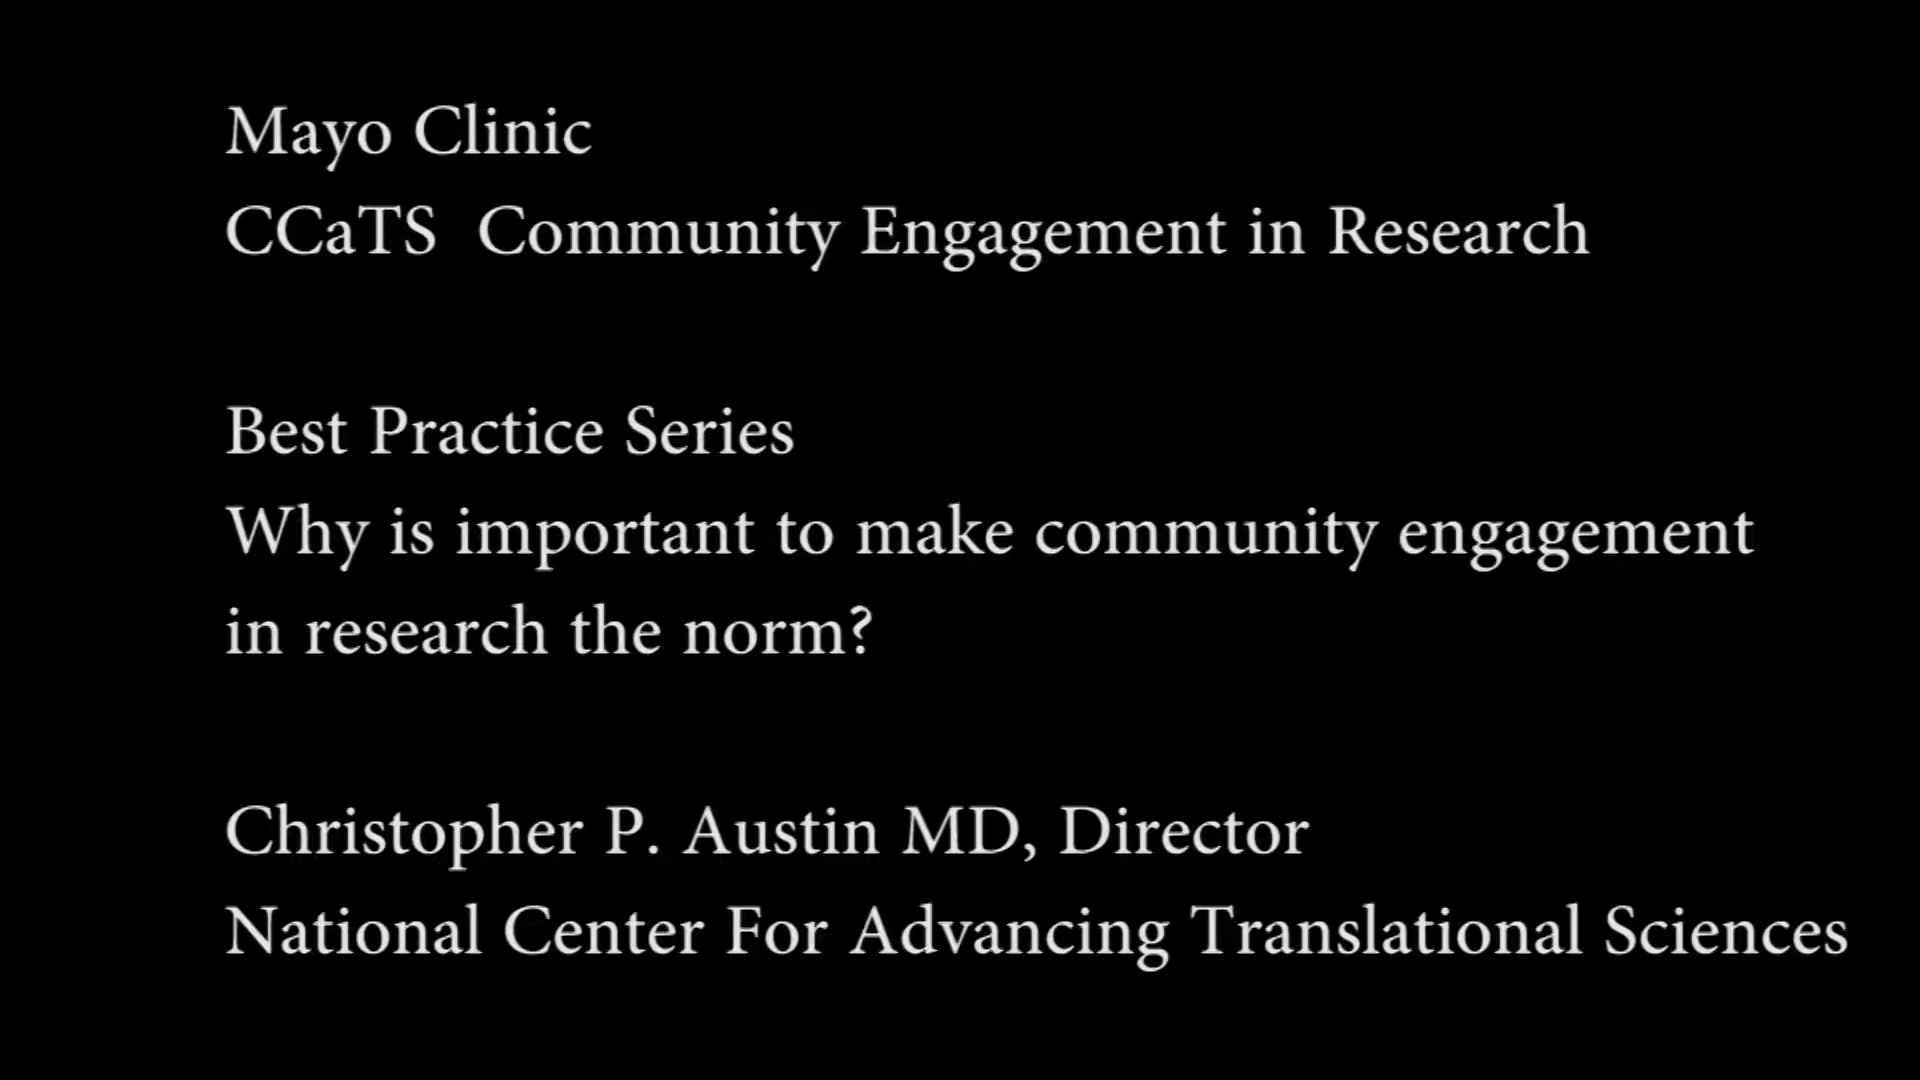 Mayo Clinic
CCaTS  Community Engagement in Research
Best Practice Series
Why is important to make community engagement
in research the norm?
Christopher P. Austin MD, Director
National Center For Advancing Translational Sciences